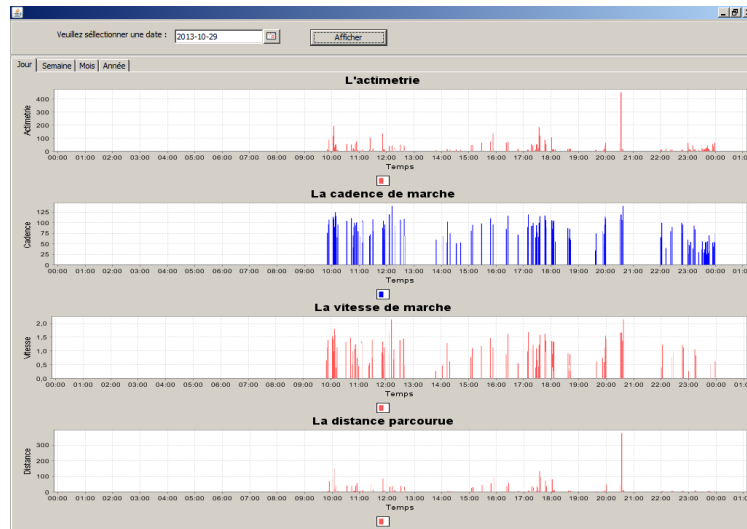 Veuillez sélectionner une date : 2013-10-29 Afficher
Jour Semaine Mois Année
L'actimetrie
Actimetrie
400
300
200
100
0
00:00 01:00 02:00 03:00 04:00 05:00 06:00 07:00 08:00 09:00 10:00 11:00 12:00 13:00 14:00 15:00 16:00 17:00 18:00 19:00 20:00 21:00 22:00 23:00 00:00 01:0
Temps
La cadence de marche
Cadence
125
100
75
50
25
0
00:00 01:00 02:00 03:00 04:00 05:00 06:00 07:00 08:00 09:00 10:00 11:00 12:00 13:00 14:00 15:00 16:00 17:00 18:00 19:00 20:00 21:00 22:00 23:00 00:00 01:0
Temps
La vitesse de marche
Vitesse
2,0
1,5
1,0
0,5
0,0
00:00 01:00 02:00 03:00 04:00 05:00 06:00 07:00 08:00 09:00 10:00 11:00 12:00 13:00 14:00 15:00 16:00 17:00 18:00 19:00 20:00 21:00 22:00 23:00 00:00 01:0
Temps
La distance parcourue
Distance
300
200
100
0
00:00 01:00 02:00 03:00 04:00 05:00 06:00 07:00 08:00 09:00 10:00 11:00 12:00 13:00 14:00 15:00 16:00 17:00 18:00 19:00 20:00 21:00 22:00 23:00 00:00 01:0
Temps